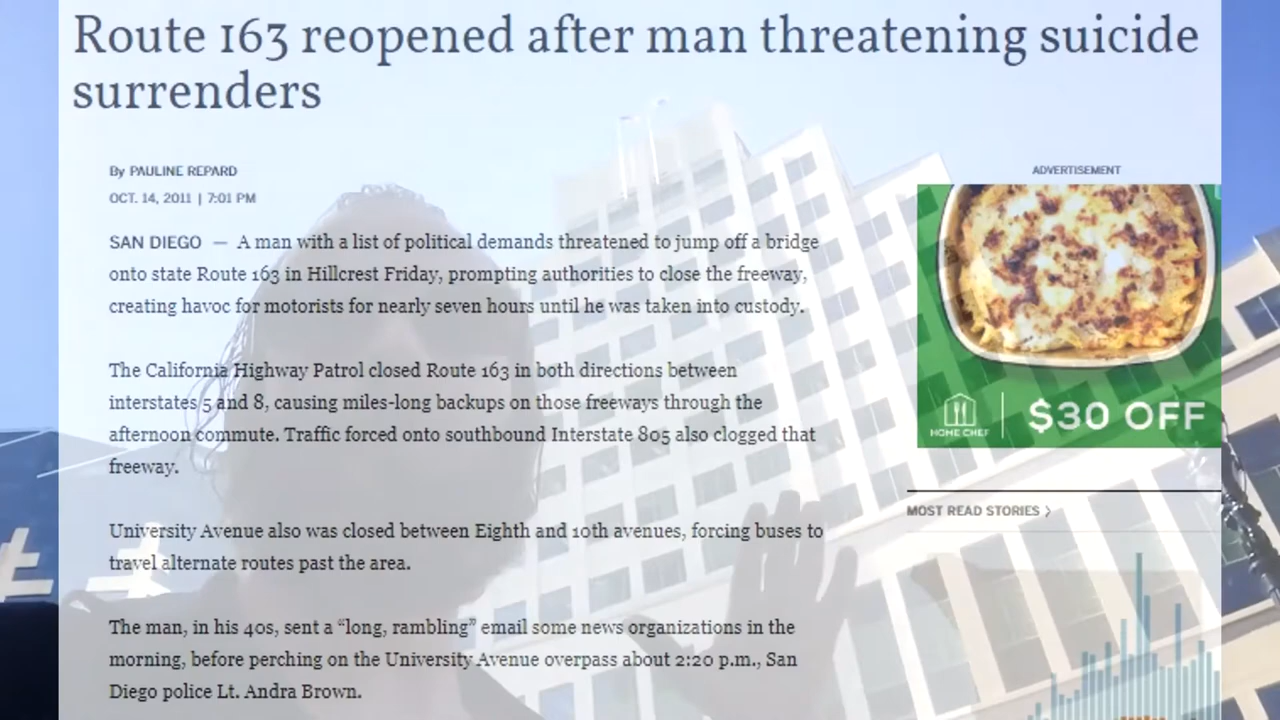 Route 163 reopened after man threatening suicide
surrenders
By PAULINE REPARD
OCT. 14, 2011 | 7:01 PM
ADVERTISEMENT
SAN DIEGO — A man with a list of political demands threatened to jump off a bridge
onto state Route 163 in Hillcrest Friday, prompting authorities to close the freeway,
creating havoc for motorists for nearly seven hours until he was taken into custody.
The California Highway Patrol closed Route 163 in both directions between
interstates 5 and 8, causing miles-long backups on those freeways through the
afternoon commute. Traffic forced onto southbound Interstate 805 also clogged that
freeway.
HOME CHEF
$30 OFF
MOST READ STORIES >
University Avenue also was closed between Eighth and 10th avenues, forcing buses to
travel alternate routes past the area.
The man, in his 40s, sent a “long, rambling” email some news organizations in the
morning, before perching on the University Avenue overpass about 2:20 p.m., San
Diego police Lt. Andra Brown.